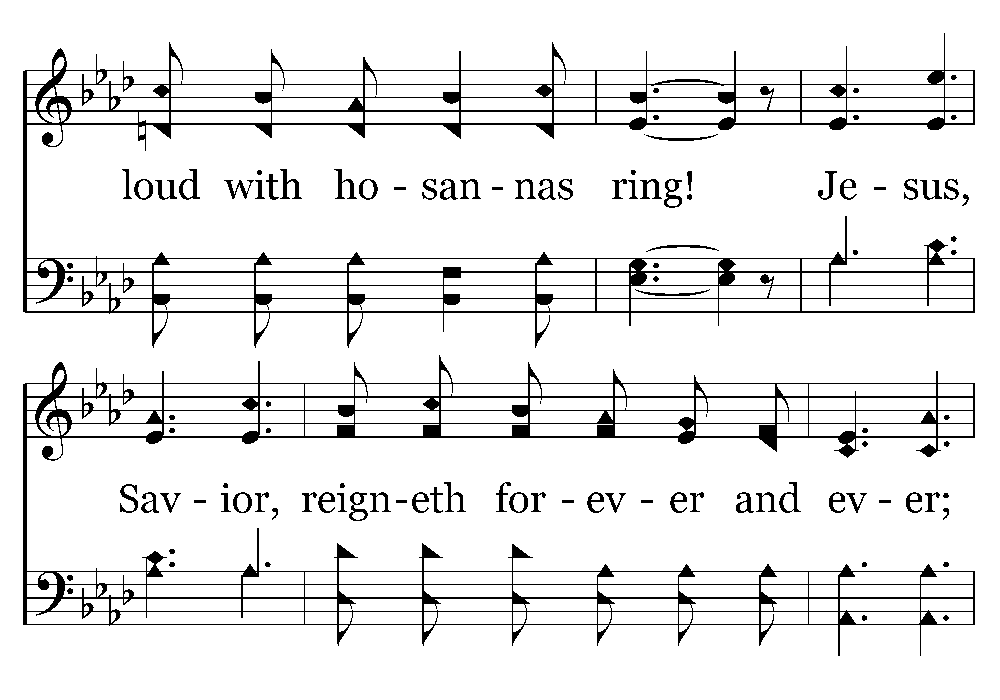 loud with ho - san - nas ring! Je - sus,
Sav - ior, reign-eth for - ev - er and ev - er;